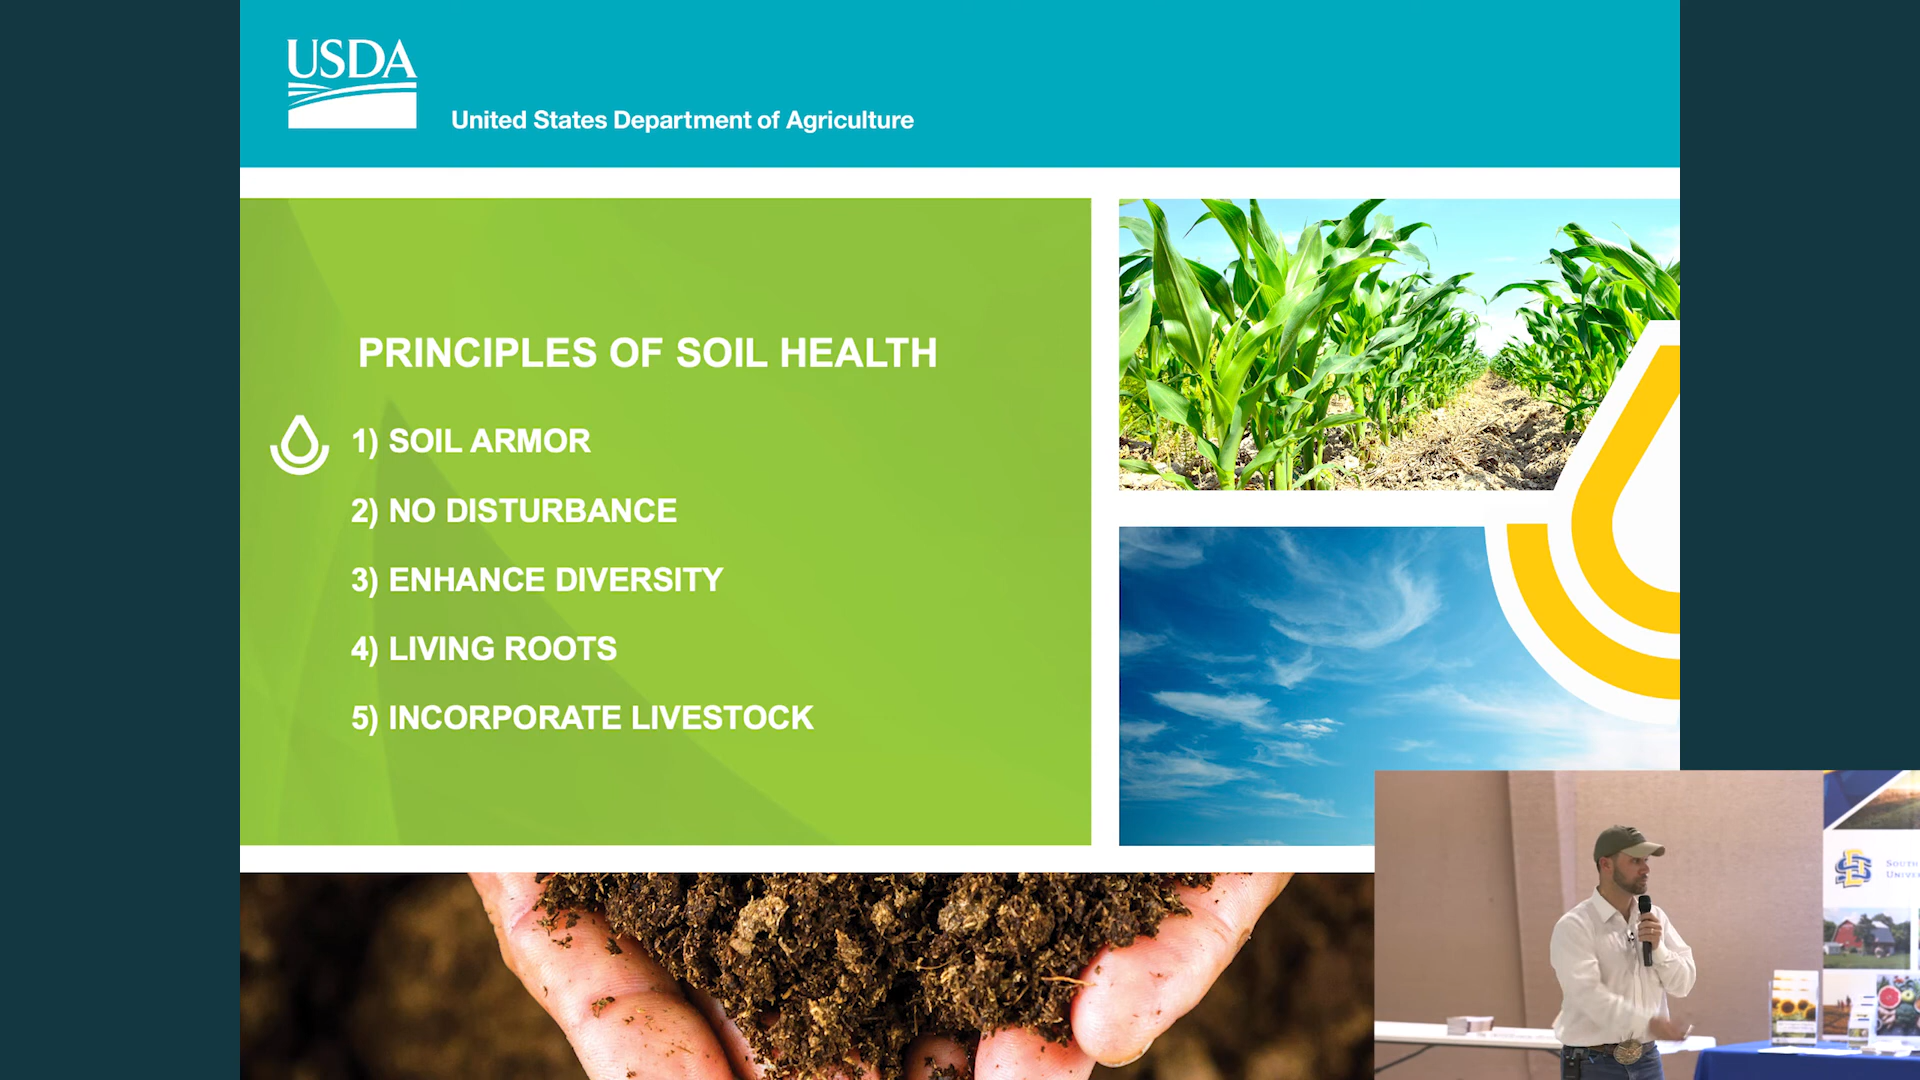 USDA
United States Department of Agriculture
PRINCIPLES OF SOIL HEALTH
1) SOIL ARMOR
2) NO DISTURBANCE
3) ENHANCE DIVERSITY
4) LIVING ROOTS
5) INCORPORATE LIVESTOCK
SOUTH